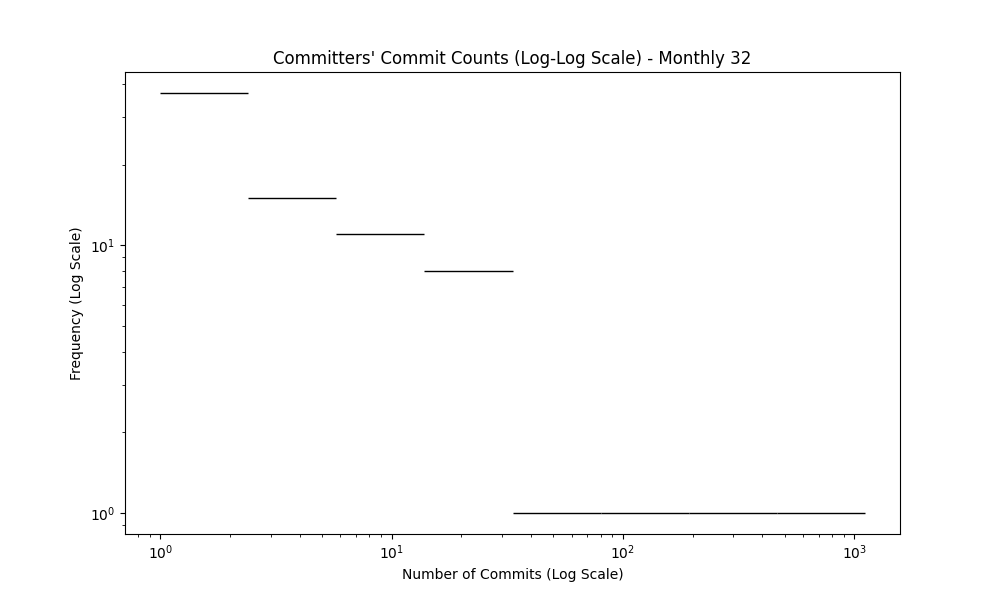 Committers' Commit Counts (Log-Log Scale) - Monthly 32
Frequency (Log Scale)
10¹
10⁰
10⁰ 10¹ 10² 10³
Number of Commits (Log Scale)